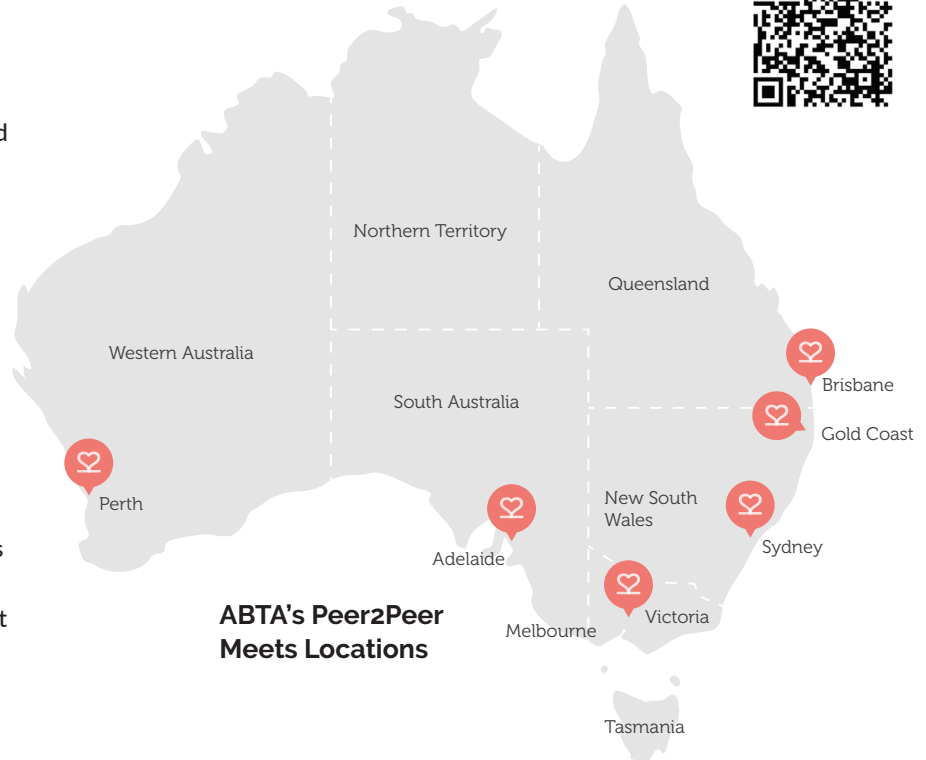 d
Northern Territory
Queensland
Western Australia
Brisbane
South Australia
Gold Coast
New South
Wales
Perth
Sydney
s
Adelaide
ABTA's Peer2Peer
Meets Locations
t
Victoria
Melbourne
Tasmania